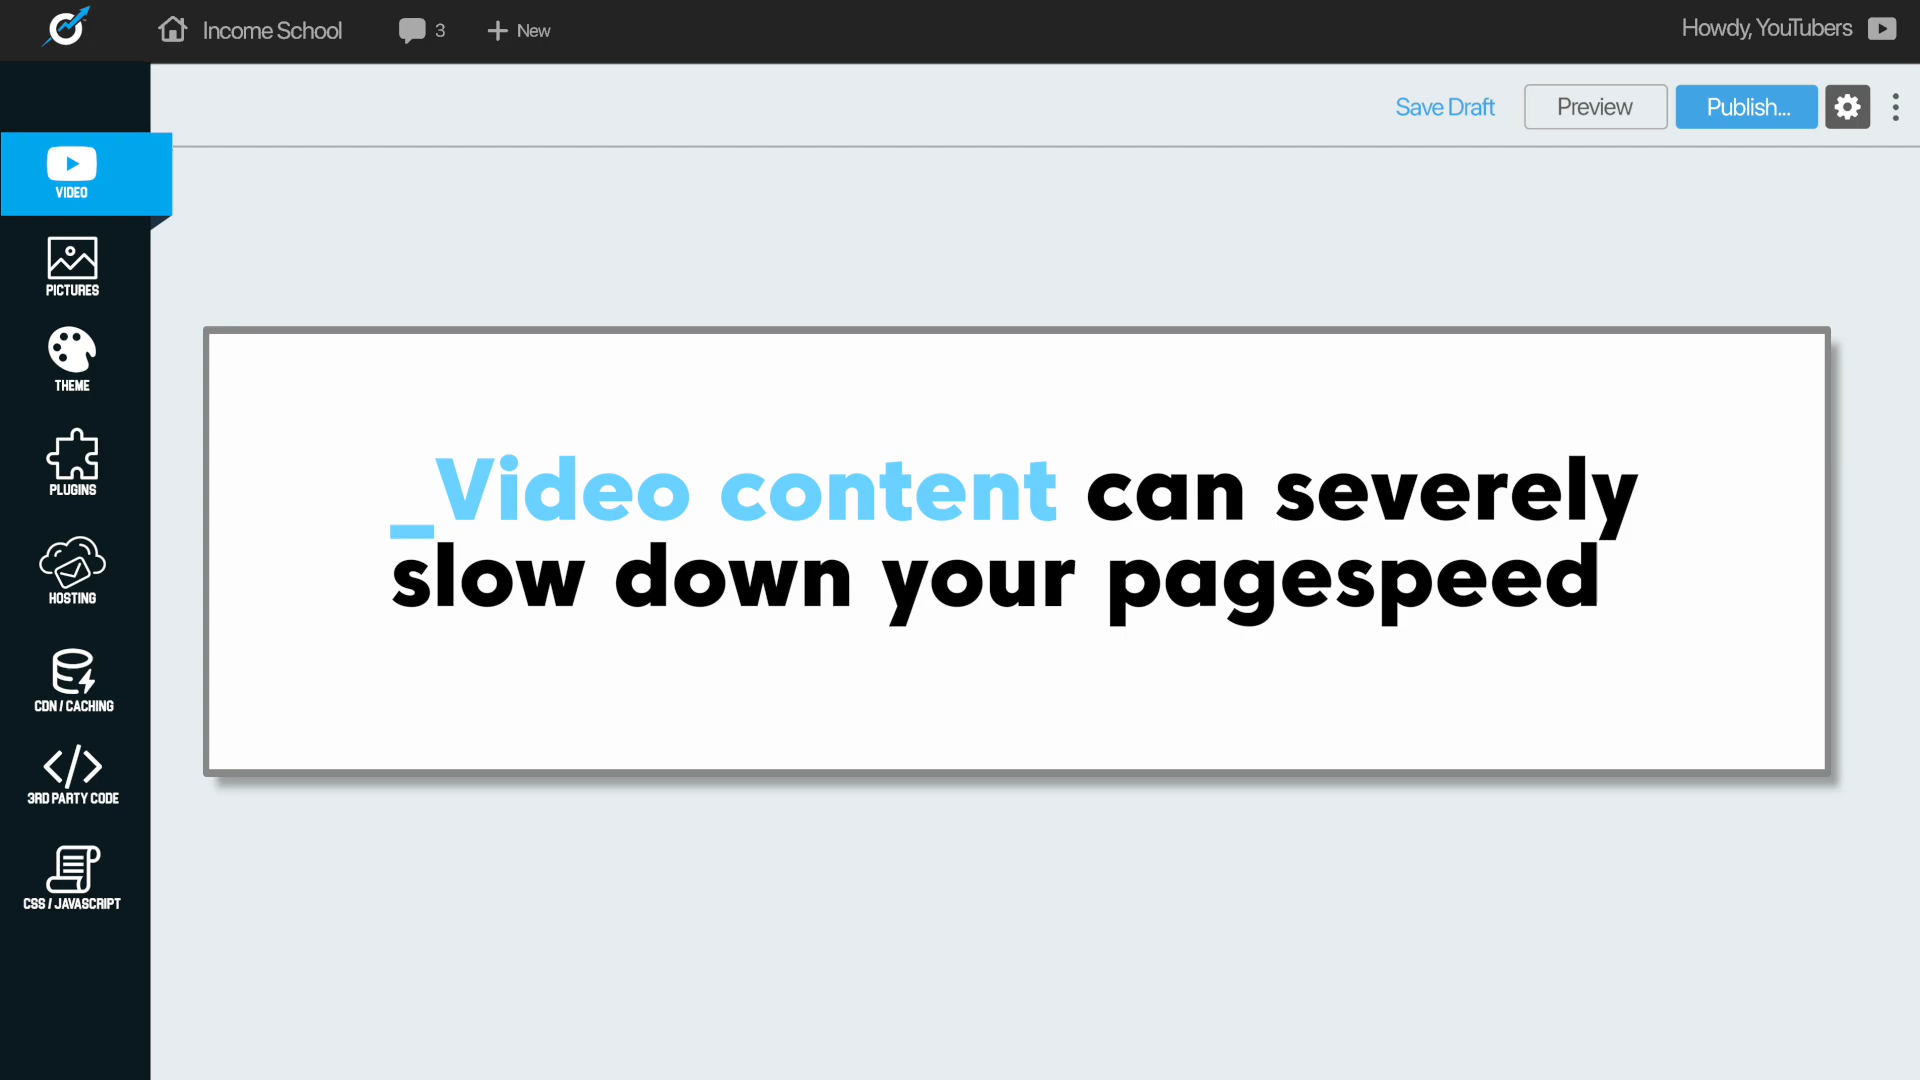 Income School
3
New
Howdy, YouTubers
Save Draft
Preview
Publish...
VIDEO
PICTURES
THEME
PLUGINS
HOSTING
CDN / CACHING
3RD PARTY CODE
CSS / JAVASCRIPT
_Video content can severely
slow down your pagespeed